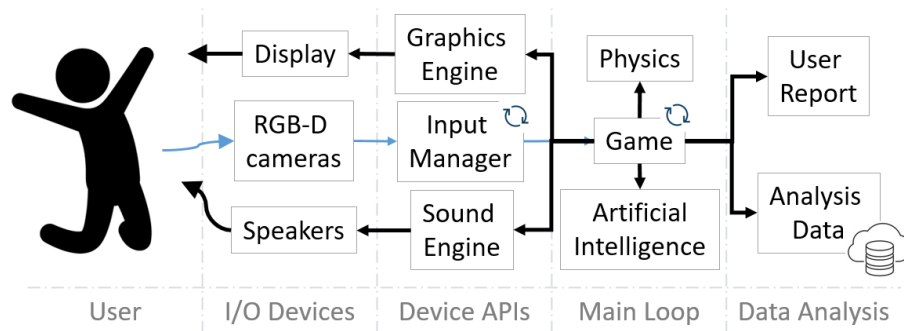 Display
Graphics
Engine
Physics
User
Report
RGB-D
cameras
Input
Manager
Game
Speakers
Sound
Engine
Artificial
Intelligence
Analysis
Data
User
I/O Devices
Device APIs
Main Loop
Data Analysis